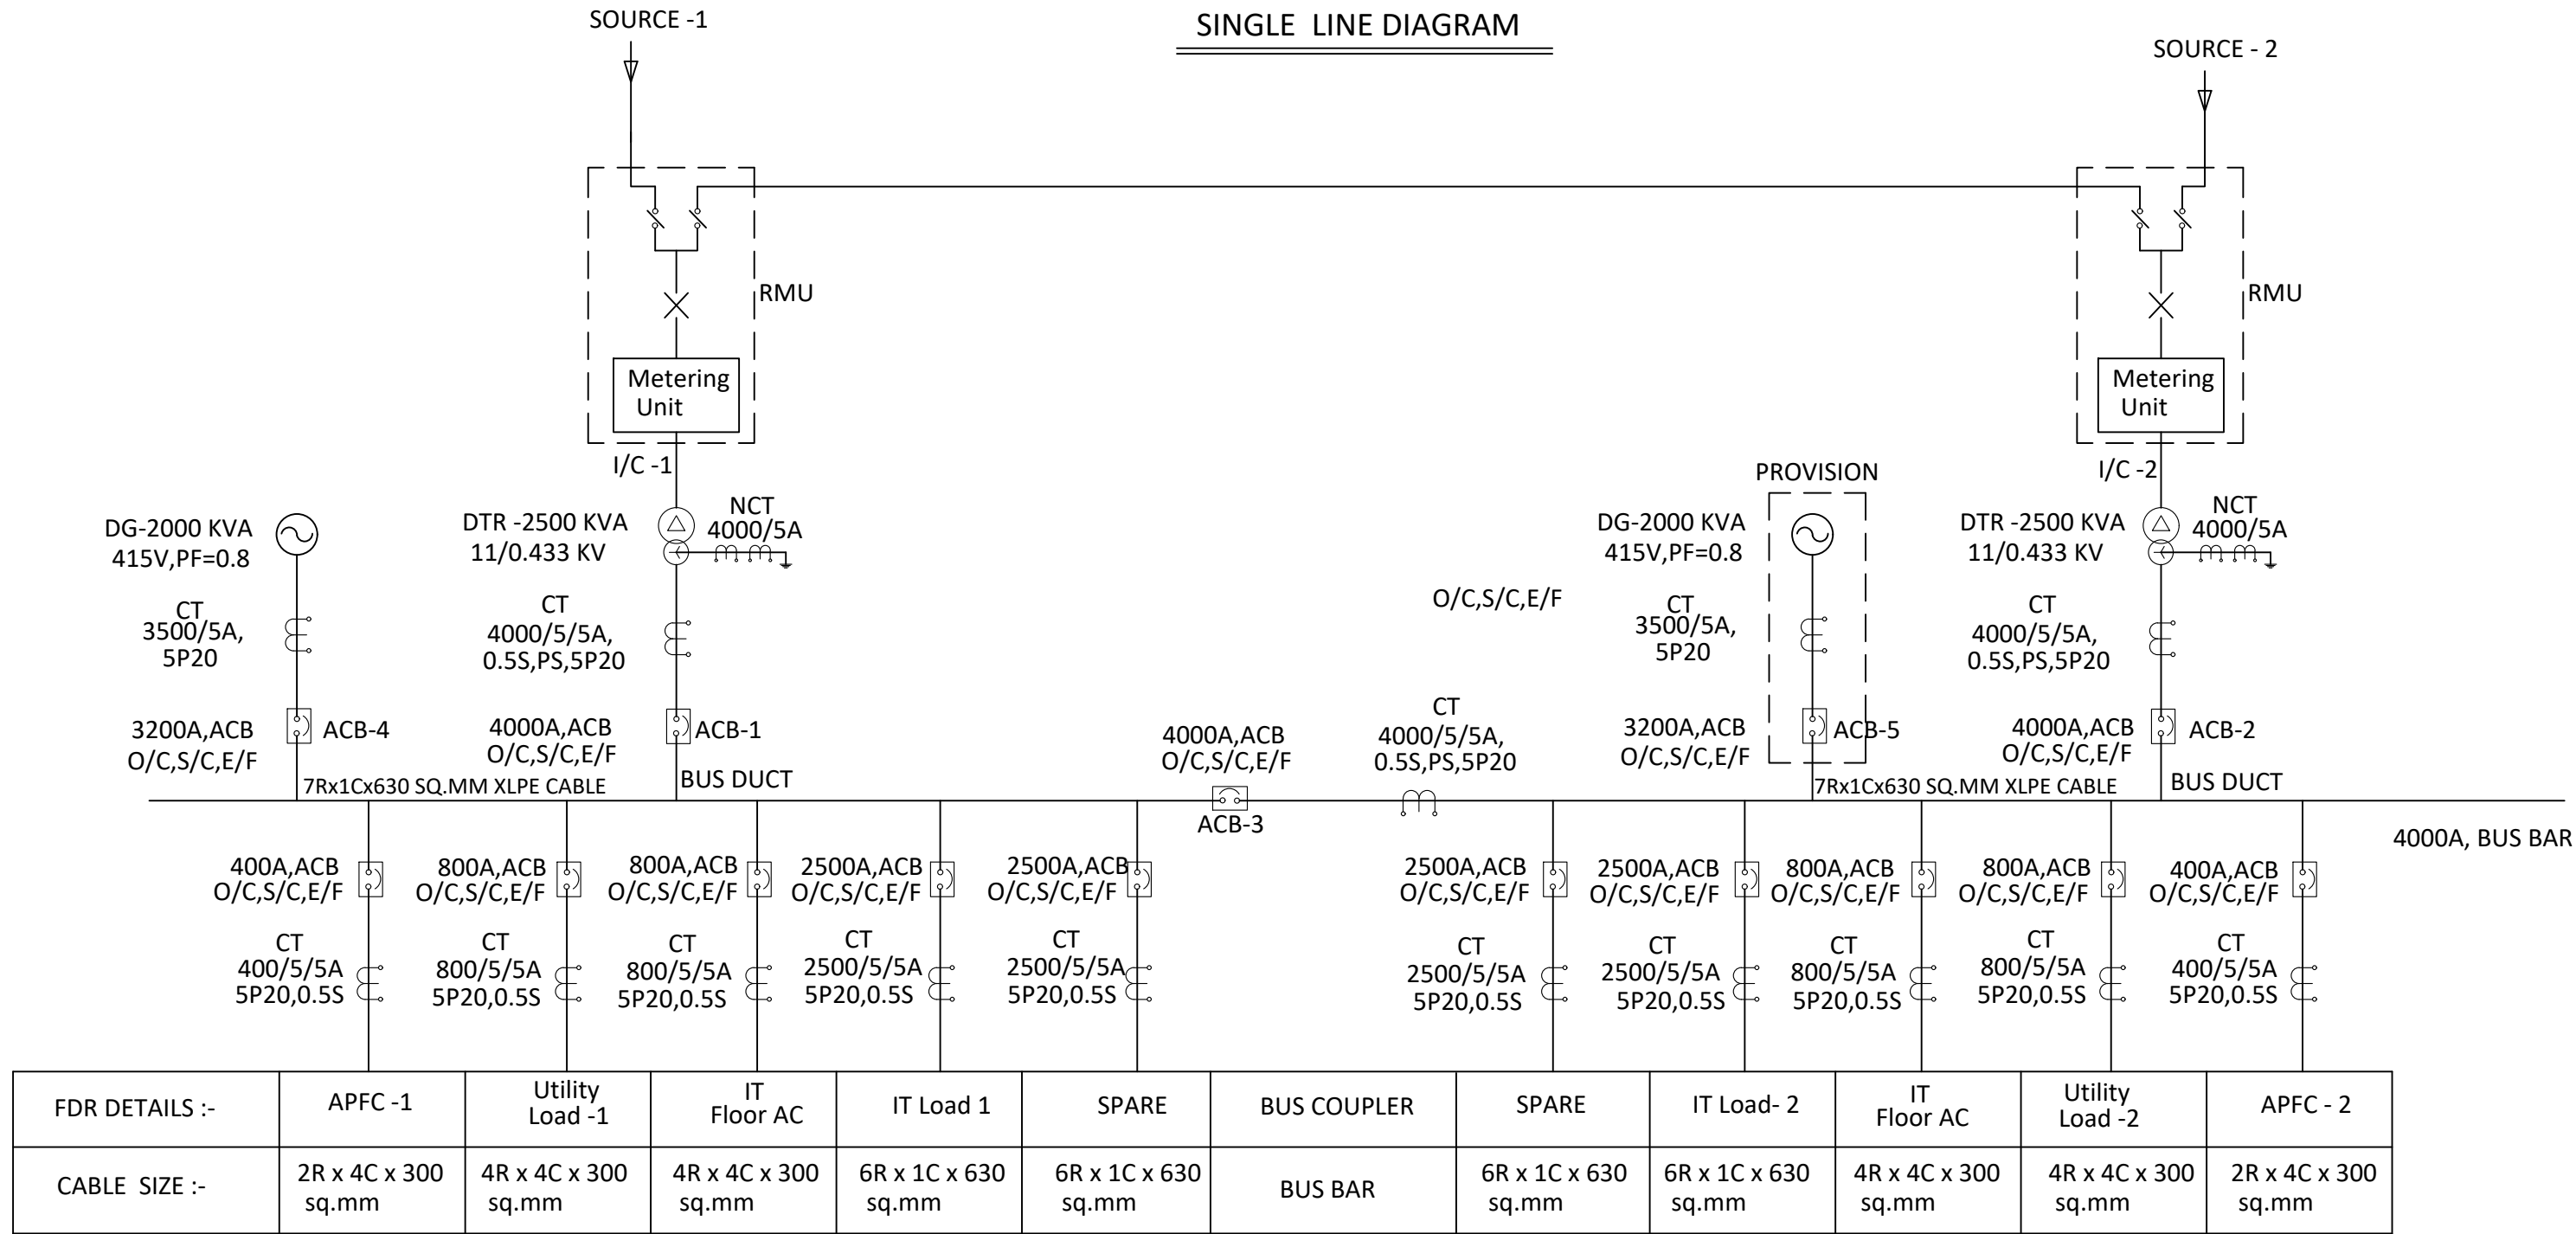 SINGLE LINE DIAGRAM
SOURCE -1
SOURCE - 2
RMU
RMU
Metering
Unit
Metering
Unit
I/C -1
I/C -2
PROVISION
DG-2000 KVA
415V,PF=0.8
DTR -2500 KVA
11/0.433 KV
NCT
4000/5A
DG-2000 KVA
415V,PF=0.8
DTR -2500 KVA
11/0.433 KV
NCT
4000/5A
CT
3500/5A,
5P20
CT
4000/5/5A,
0.5S,PS,5P20
O/C,S/C,E/F
CT
3500/5A,
5P20
CT
4000/5/5A,
0.5S,PS,5P20
3200A,ACB
O/C,S/C,E/F
ACB-4
4000A,ACB
O/C,S/C,E/F
ACB-1
4000A,ACB
O/C,S/C,E/F
CT
4000/5/5A,
0.5S,PS,5P20
3200A,ACB
O/C,S/C,E/F
ACB-5
4000A,ACB
O/C,S/C,E/F
ACB-2
7Rx1Cx630 SQ.MM XLPE CABLE
BUS DUCT
7Rx1Cx630 SQ.MM XLPE CABLE
BUS DUCT
ACB-3
4000A, BUS BAR
400A,ACB
O/C,S/C,E/F
800A,ACB
O/C,S/C,E/F
800A,ACB
O/C,S/C,E/F
2500A,ACB
O/C,S/C,E/F
2500A,ACB
O/C,S/C,E/F
2500A,ACB
O/C,S/C,E/F
2500A,ACB
O/C,S/C,E/F
800A,ACB
O/C,S/C,E/F
800A,ACB
O/C,S/C,E/F
400A,ACB
O/C,S/C,E/F
CT
400/5/5A
5P20,0.5S
CT
800/5/5A
5P20,0.5S
CT
800/5/5A
5P20,0.5S
CT
2500/5/5A
5P20,0.5S
CT
2500/5/5A
5P20,0.5S
CT
2500/5/5A
5P20,0.5S
CT
2500/5/5A
5P20,0.5S
CT
800/5/5A
5P20,0.5S
CT
800/5/5A
5P20,0.5S
CT
400/5/5A
5P20,0.5S
FDR DETAILS :-
APFC -1
Utility
Load -1
IT
Floor AC
IT Load 1
SPARE
BUS COUPLER
SPARE
IT Load- 2
IT
Floor AC
Utility
Load -2
APFC - 2
CABLE SIZE :-
2R x 4C x 300
sq.mm
4R x 4C x 300
sq.mm
4R x 4C x 300
sq.mm
6R x 1C x 630
sq.mm
6R x 1C x 630
sq.mm
BUS BAR
6R x 1C x 630
sq.mm
6R x 1C x 630
sq.mm
4R x 4C x 300
sq.mm
4R x 4C x 300
sq.mm
2R x 4C x 300
sq.mm